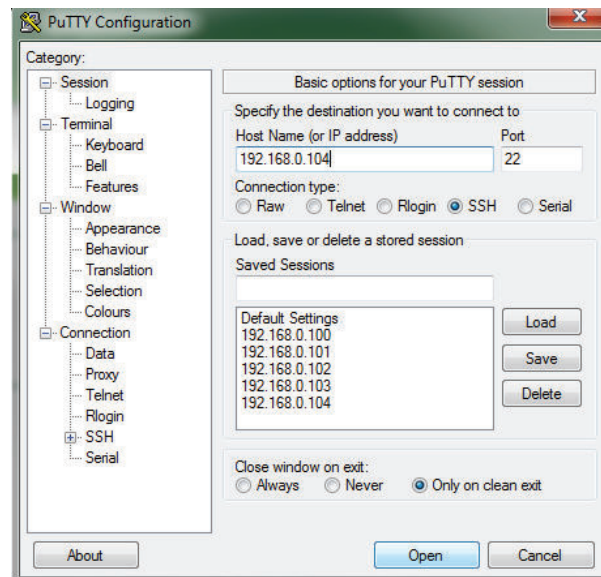 PuTTY Configuration
X
Category:
Session
Logging
Terminal
Keyboard
Bell
Features
Window
Appearance
Behaviour
Translation
Selection
Colours
Connection
Data
Proxy
Telnet
Rlogin
SSH
Serial
Basic options for your PuTTY session
Specify the destination you want to connect to
Host Name (or IP address) Port
192.168.0.104 22
Connection type:
Raw Telnet Rlogin SSH Serial
Load, save or delete a stored session
Saved Sessions
Default Settings
192.168.0.100
192.168.0.101
192.168.0.102
192.168.0.103
192.168.0.104
Load
Save
Delete
Close window on exit:
Always Never Only on clean exit
About Open Cancel